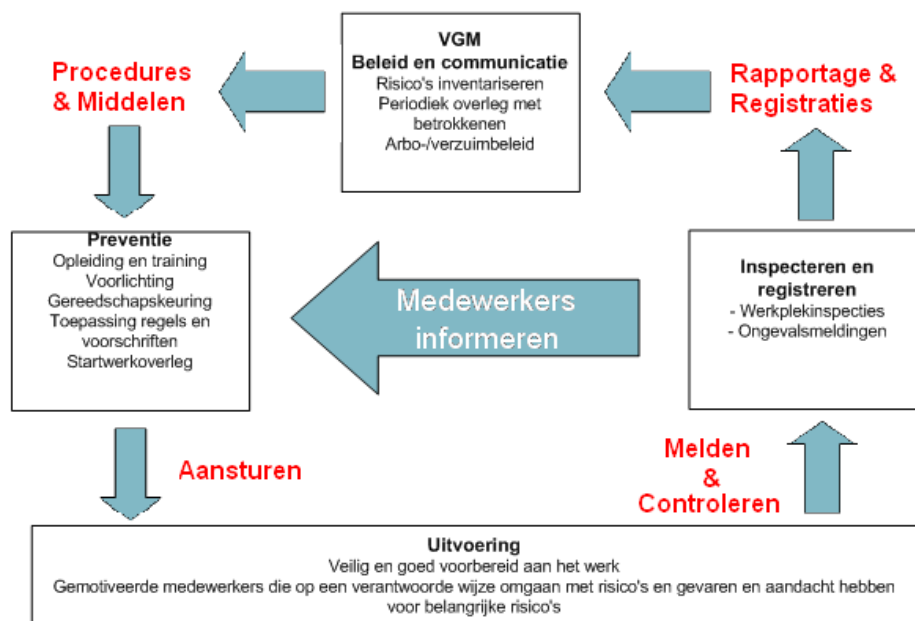 VGM
Beleid en communicatie
Risico's inventariseren
Periodiek overleg met
betrokkenen
Arbo-/verzuimbeleid
Procedures
& Middelen
Rapportage &
Registraties
Preventie
Opleiding en training
Voorlichting
Gereedschapskeuring
Toepassing regels en
voorschriften
Startwerkoverleg
Medewerkers
informeren
Inspecteren en
registreren
- Werkplekinspecties
- Ongevalsmeldingen
Aansturen
Melden
&
Controleren
Uitvoering
Veilig en goed voorbereid aan het werk
Gemotiveerde medewerkers die op een verantwoorde wijze omgaan met risico's en gevaren en aandacht hebben
voor belangrijke risico's